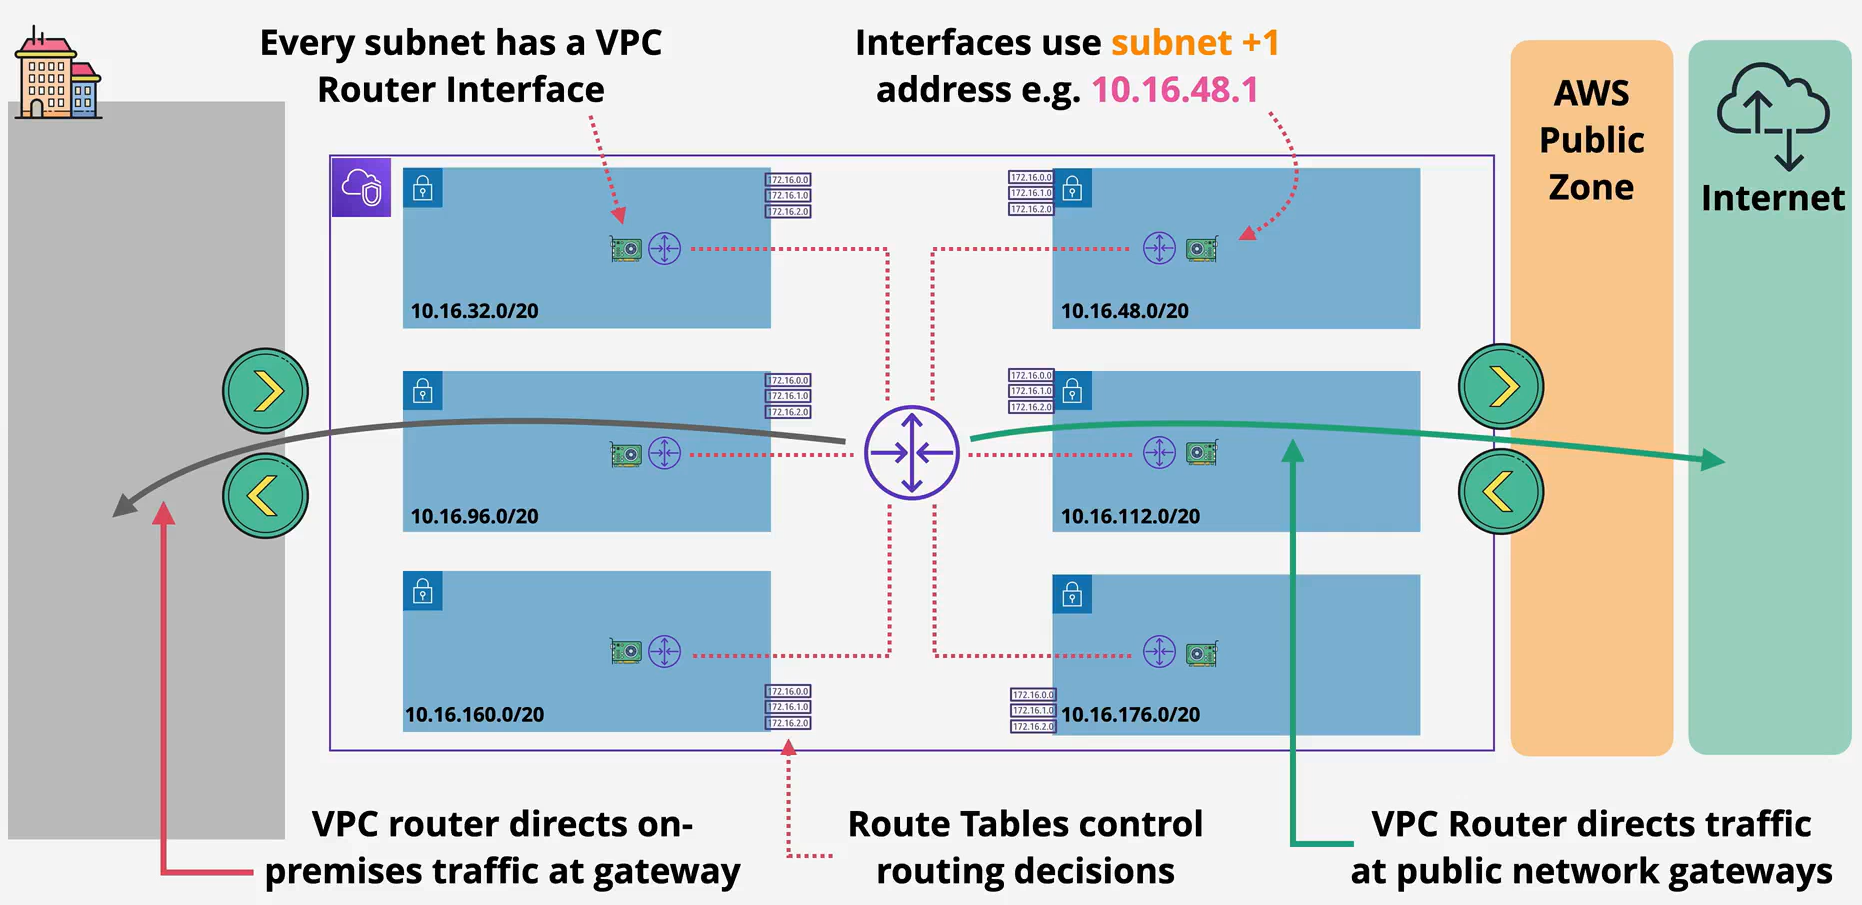 Every subnet has a VPC
Router Interface
Interfaces use subnet +1
address e.g. 10.16.48.1
AWS
Public
Zone
Internet
172.16.0.0
172.16.1.0
172.16.2.0
10.16.32.0/20
172.16.0.0
172.16.1.0
172.16.2.0
10.16.48.0/20
172.16.0.0
172.16.1.0
172.16.2.0
10.16.96.0/20
172.16.0.0
172.16.1.0
172.16.2.0
10.16.112.0/20
172.16.0.0
172.16.1.0
172.16.2.0
10.16.160.0/20
172.16.0.0
172.16.1.0
172.16.2.0
10.16.176.0/20
VPC router directs on-
premises traffic at gateway
Route Tables control
routing decisions
VPC Router directs traffic
at public network gateways